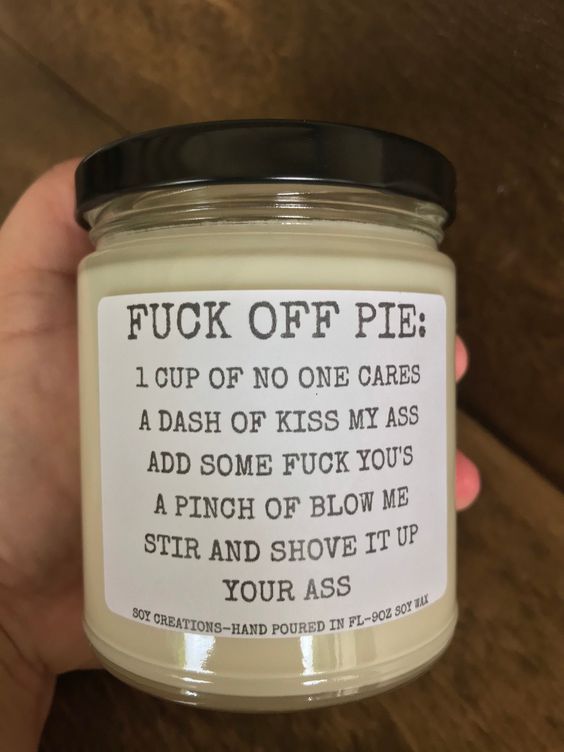 FUCK OFF PIE:
1 CUP OF NO ONE CARES
A DASH OF KISS MY ASS
ADD SOME FUCK YOU'S
A PINCH OF BLOW ME
STIR AND SHOVE IT UP
YOUR ASS
SOY CREATIONS-HAND POURED IN FL-9OZ SOY WAX